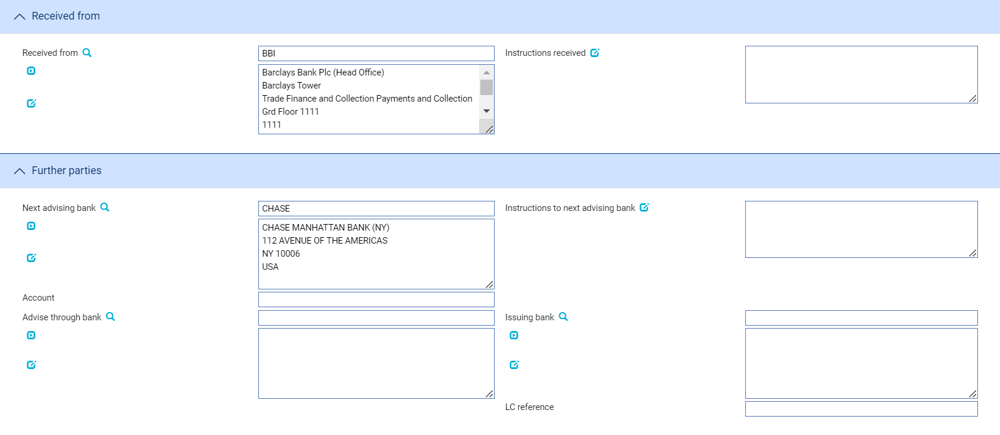 Received from
Received from
BBI
Instructions received
Barclays Bank Plc (Head Office)
Barclays Tower
Trade Finance and Collection Payments and Collection
Grd Floor 1111
1111
Further parties
Next advising bank
CHASE
Instructions to next advising bank
CHASE MANHATTAN BANK (NY)
112 AVENUE OF THE AMERICAS
NY 10006
USA
Account
Advise through bank
Issuing bank
LC reference